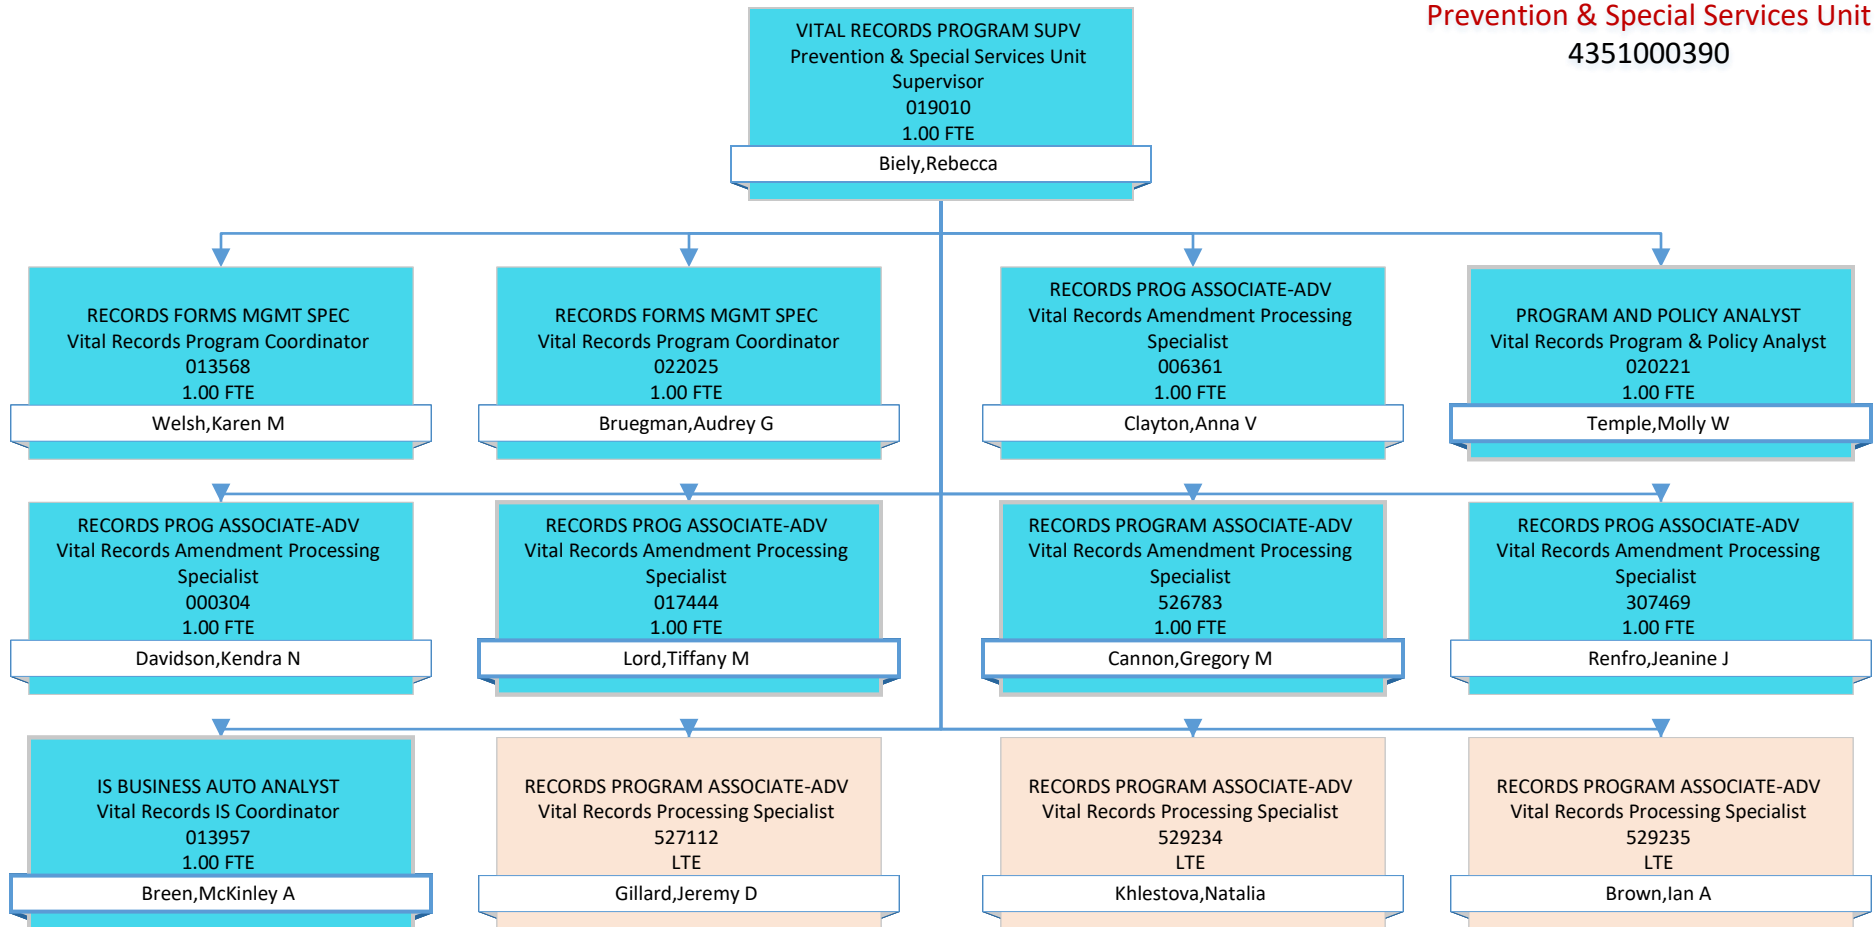 Prevention & Special Services Unit
4351000390
VITAL RECORDS PROGRAM SUPV
Prevention & Special Services Unit
Supervisor
019010
1.00 FTE
Biely,Rebecca
RECORDS FORMS MGMT SPEC
Vital Records Program Coordinator
013568
1.00 FTE
Welsh,Karen M
RECORDS FORMS MGMT SPEC
Vital Records Program Coordinator
022025
1.00 FTE
Bruegman,Audrey G
RECORDS PROG ASSOCIATE-ADV
Vital Records Amendment Processing
Specialist
006361
1.00 FTE
Clayton,Anna V
PROGRAM AND POLICY ANALYST
Vital Records Program & Policy Analyst
020221
1.00 FTE
Temple,Molly W
RECORDS PROG ASSOCIATE-ADV
Vital Records Amendment Processing
Specialist
000304
1.00 FTE
Davidson,Kendra N
RECORDS PROG ASSOCIATE-ADV
Vital Records Amendment Processing
Specialist
017444
1.00 FTE
Lord,Tiffany M
RECORDS PROGRAM ASSOCIATE-ADV
Vital Records Amendment Processing
Specialist
526783
1.00 FTE
Cannon,Gregory M
RECORDS PROG ASSOCIATE-ADV
Vital Records Amendment Processing
Specialist
307469
1.00 FTE
Renfro,Jeanine J
IS BUSINESS AUTO ANALYST
Vital Records IS Coordinator
013957
1.00 FTE
Breen,McKinley A
RECORDS PROGRAM ASSOCIATE-ADV
Vital Records Processing Specialist
527112
LTE
Gillard,Jeremy D
RECORDS PROGRAM ASSOCIATE-ADV
Vital Records Processing Specialist
529234
LTE
Khlestova,Natalia
RECORDS PROGRAM ASSOCIATE-ADV
Vital Records Processing Specialist
529235
LTE
Brown,Ian A